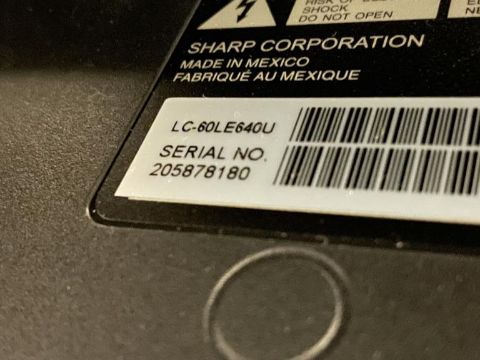 SHOCK
DO NOT OPEN
SHARP CORPORATION
MADE IN MEXICO
FABRIQUÉ AU MEXIQUE
LC-60LE640U
SERIAL NO.
205878180